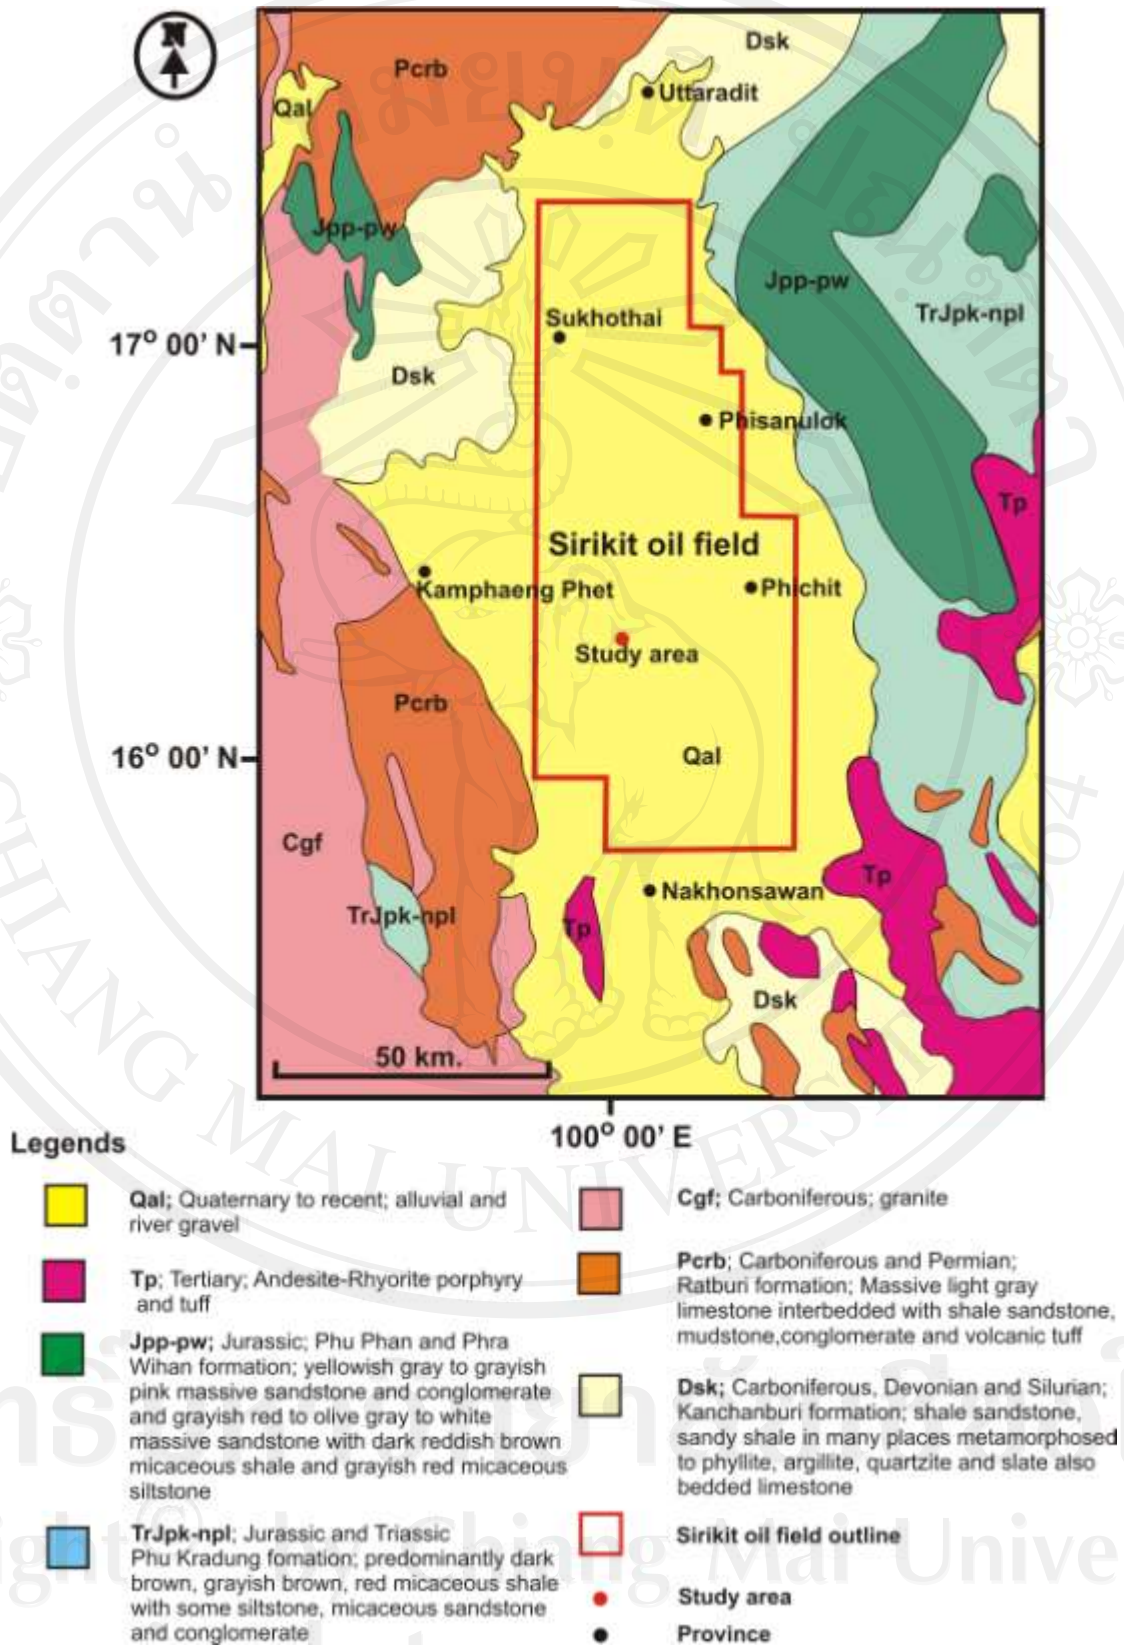 N
Pcrb
Dsk
Qal
Uttaradit
Jpp-pw
Jpp-pw
TrJpk-npl
Sukhothai
17° 00' N
Dsk
Phisanulok
Tp
Sirikit oil field
Kamphaeng Phet
Phichit
Study area
Pcrb
16° 00' N
Qal
Cgf
Tp
Nakhonsawan
TrJpk-npl
Tp
Dsk
50 km.
100° 00' E
Legends
Qal; Quaternary to recent; alluvial and
river gravel
Tp; Tertiary; Andesite-Rhyorite porphyry
and tuff
Jpp-pw; Jurassic; Phu Phan and Phra
Wihan formation; yellowish gray to grayish
pink massive sandstone and conglomerate
and grayish red to olive gray to white
massive sandstone with dark reddish brown
micaceous shale and grayish red micaceous
siltstone
TrJpk-npl; Jurassic and Triassic
Phu Kradung fomation; predominantly dark
brown, grayish brown, red micaceous shale
with some siltstone, micaceous sandstone
and conglomerate
Cgf; Carboniferous; granite
Pcrb; Carboniferous and Permian;
Ratburi formation; Massive light gray
limestone interbedded with shale sandstone,
mudstone,conglomerate and volcanic tuff
Dsk; Carboniferous, Devonian and Silurian;
Kanchanburi formation; shale sandstone,
sandy shale in many places metamorphosed
to phyllite, argillite, quartzite and slate also
bedded limestone
Sirikit oil field outline
Study area
Province
CHIANG MAI UNIVERSITY 1964
by Chiang Mai Unive